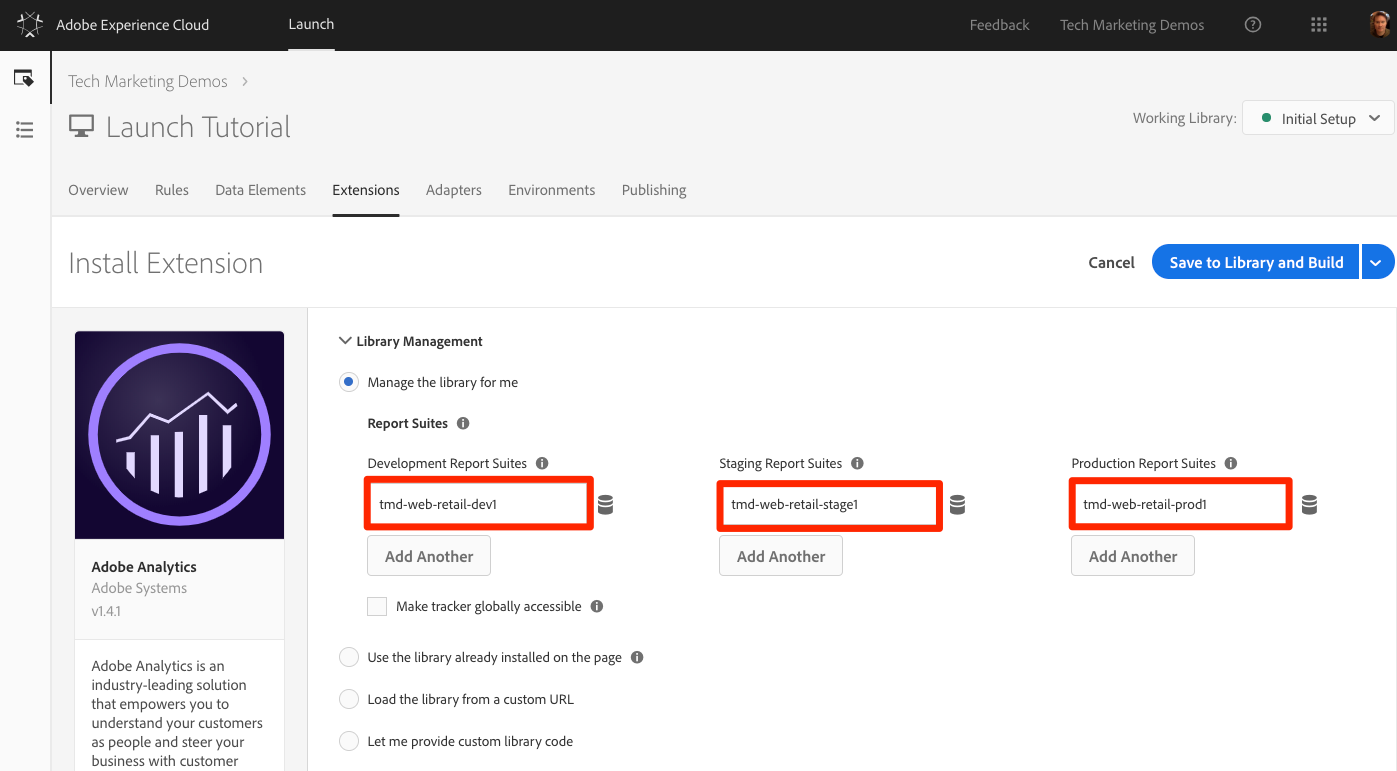 Adobe Experience Cloud Launch Feedback Tech Marketing Demos
Tech Marketing Demos
Launch Tutorial
Working Library: Initial Setup
Overview Rules Data Elements Extensions Adapters Environments Publishing
Install Extension
Cancel Save to Library and Build
Adobe Analytics
Adobe Systems
v1.4.1
Adobe Analytics is an
industry-leading solution
that empowers you to
understand your customers
as people and steer your
business with customer
Library Management
Manage the library for me
Report Suites
Development Report Suites Staging Report Suites Production Report Suites
tmd-web-retail-dev1 tmd-web-retail-stage1 tmd-web-retail-prod1
Add Another Add Another Add Another
Make tracker globally accessible
Use the library already installed on the page
Load the library from a custom URL
Let me provide custom library code